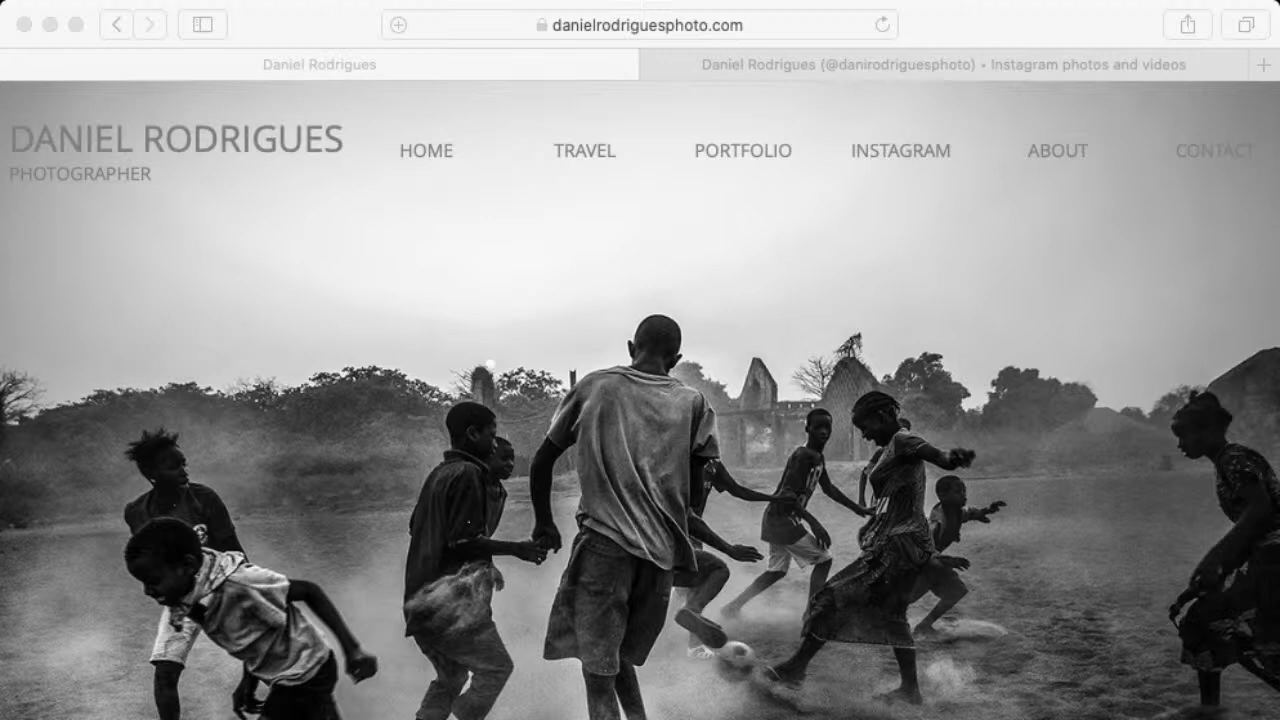 danielrodriguesphoto.com
Daniel Rodrigues
Daniel Rodrigues (@danirodriguesphoto) • Instagram photos and videos
DANIEL RODRIGUES
PHOTOGRAPHER
HOME
TRAVEL
PORTFOLIO
INSTAGRAM
ABOUT
CONTACT